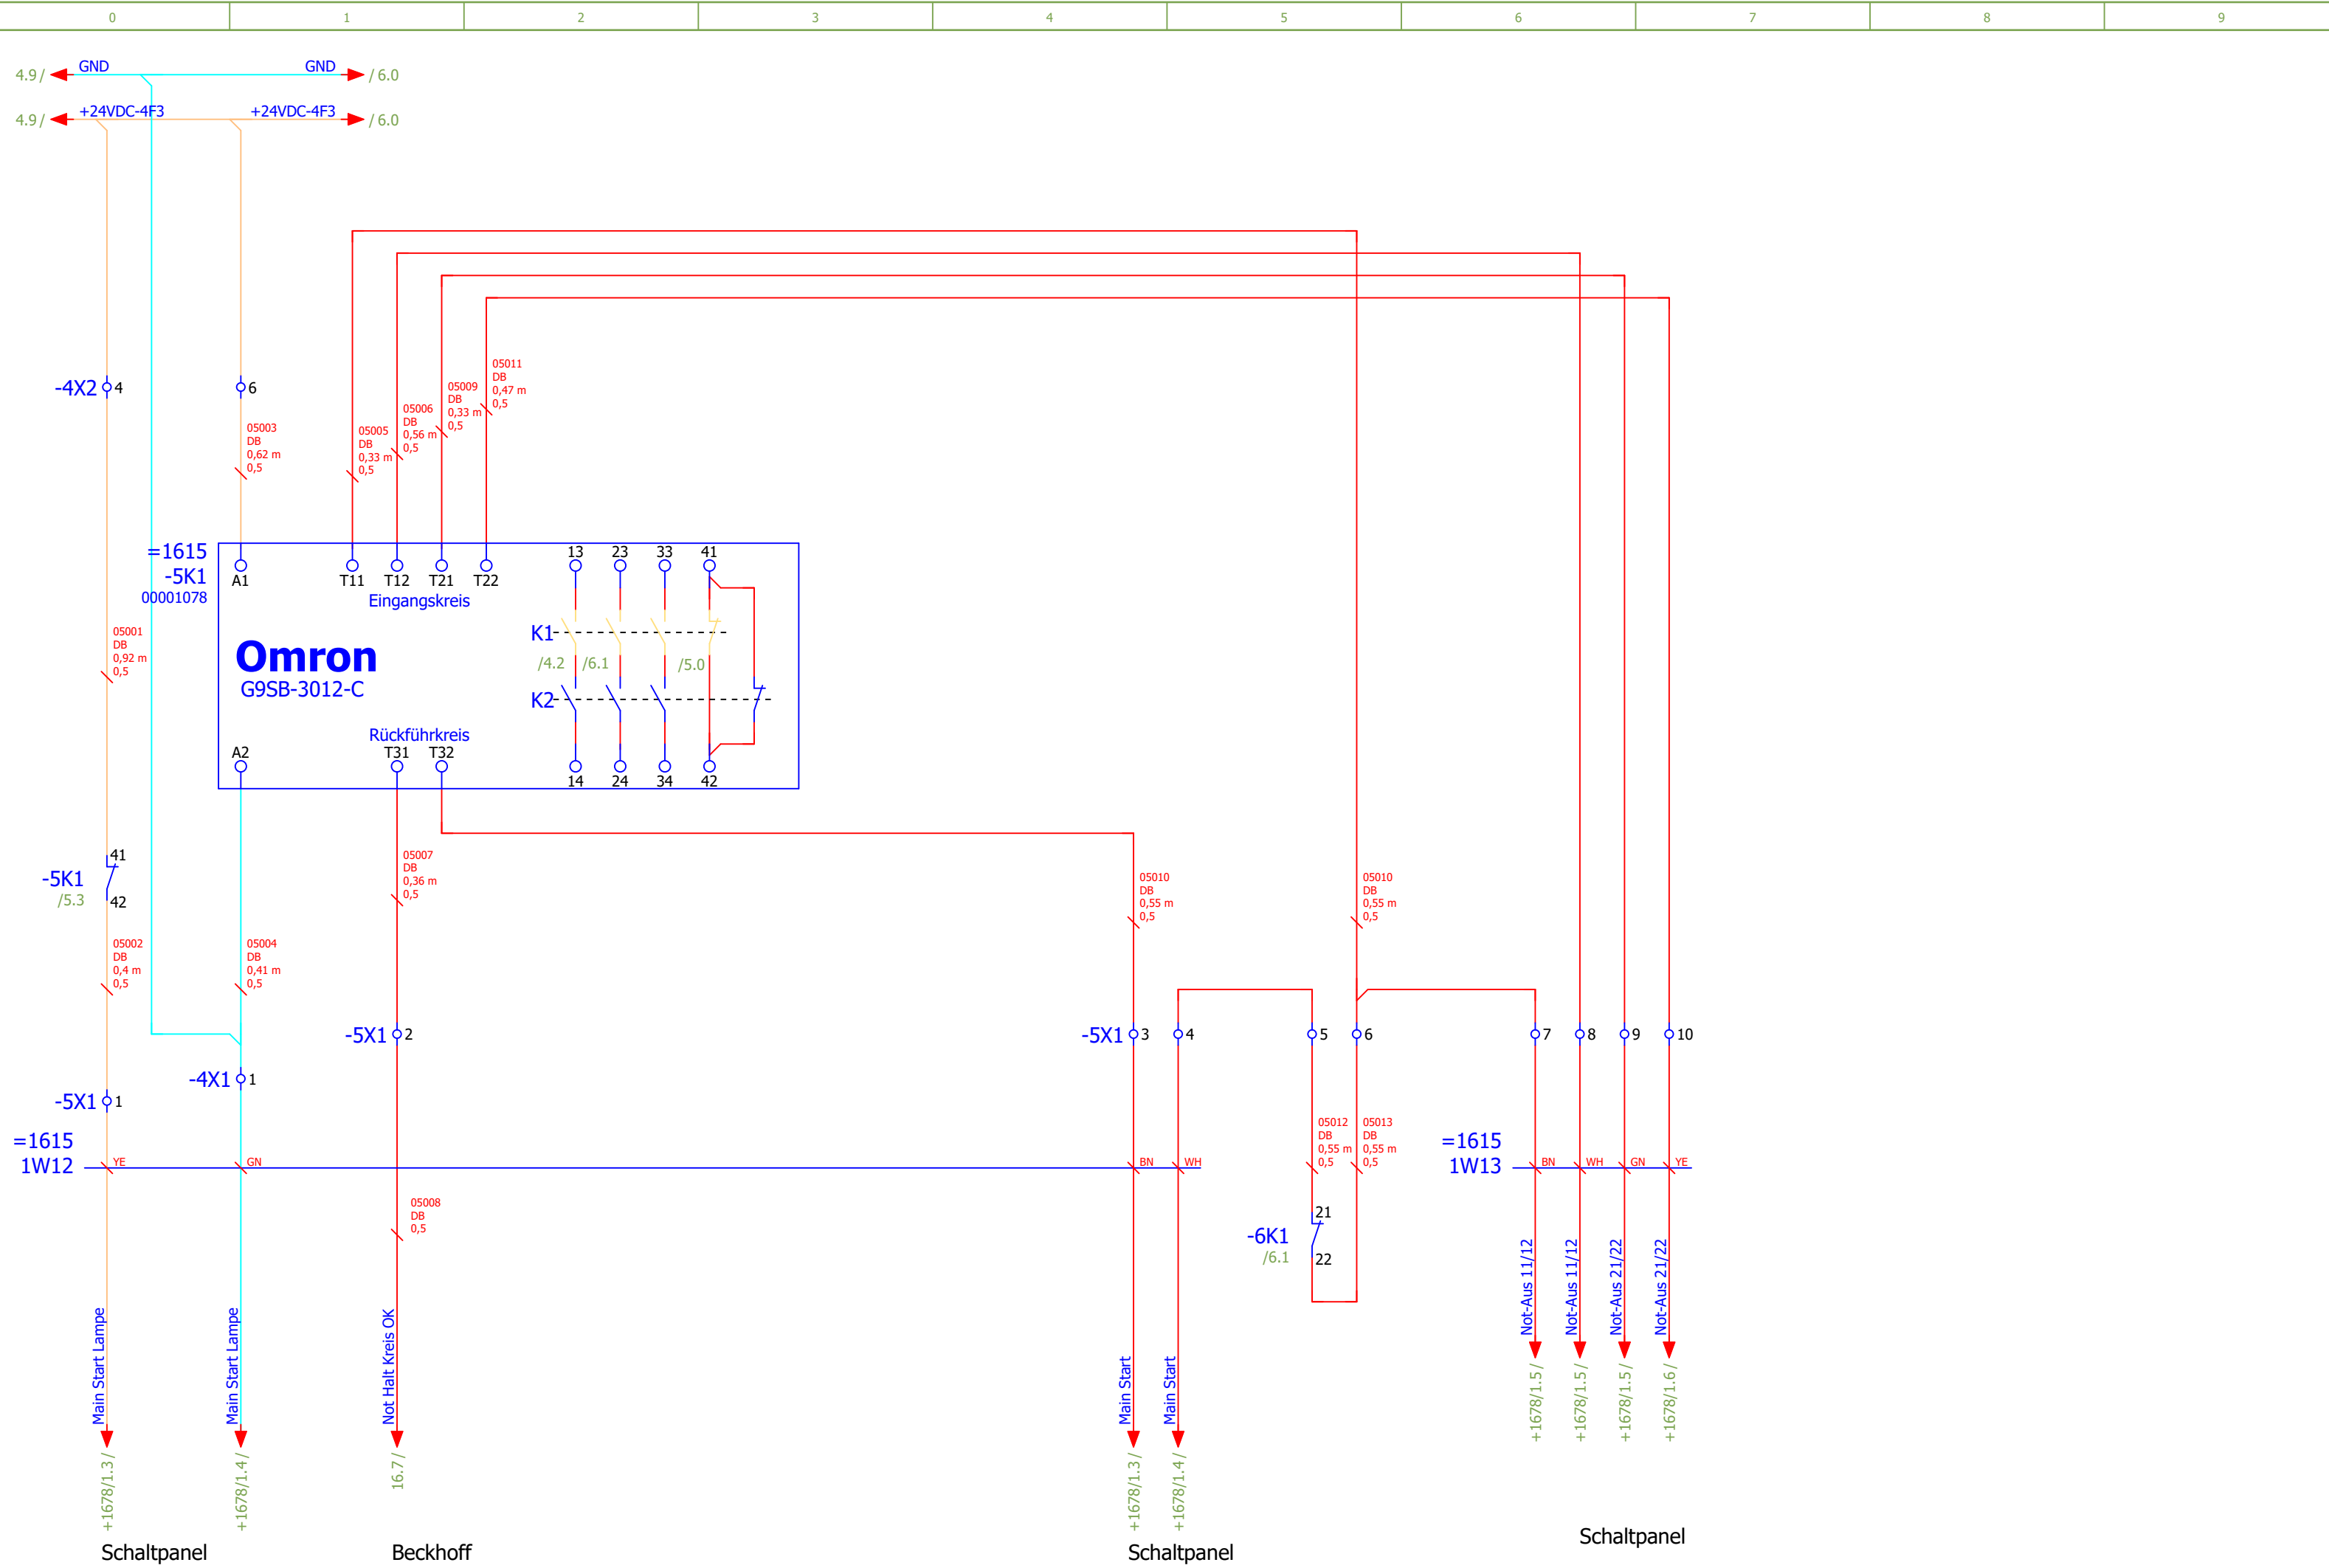 0 1 2 3 4 5 6 7 8 9
4.9 / GND GND / 6.0
4.9 / +24VDC-4F3 +24VDC-4F3 / 6.0
-4X2 4 6
05003
DB
0,62 m
0,5
05005
DB
0,33 m
0,5
05006
DB
0,56 m
0,5
05009
DB
0,33 m
0,5
05011
DB
0,47 m
0,5
=1615
-5K1
00001078
A1 T11 T12 T21 T22
13 23 33 41
Eingangskreis
Omron
G9SB-3012-C
K1
/4.2 /6.1 /5.0
K2
Rückführkreis
A2 T31 T32
14 24 34 42
05001
DB
0,92 m
0,5
41
-5K1
/5.3
42
05002
DB
0,4 m
0,5
05004
DB
0,41 m
0,5
05007
DB
0,36 m
0,5
05010
DB
0,55 m
0,5
05010
DB
0,55 m
0,5
-5X1 2
-5X1 3 4 5 6 7 8 9 10
-4X1 1
-5X1 1
=1615
1W12 YE GN BN WH
05012
DB
0,55 m
0,5
05013
DB
0,55 m
0,5
=1615
1W13 BN WH GN YE
05008
DB
0,5
21
-6K1
/6.1
22
Main Start Lampe
Main Start Lampe
Not Halt Kreis OK
Main Start
Main Start
Not-Aus 11/12
Not-Aus 11/12
Not-Aus 21/22
Not-Aus 21/22
+1678/1.3 /
+1678/1.4 /
16.7 /
+1678/1.3 /
+1678/1.4 /
+1678/1.5 /
+1678/1.5 /
+1678/1.5 /
+1678/1.6 /
Schaltpanel Beckhoff Schaltpanel Schaltpanel